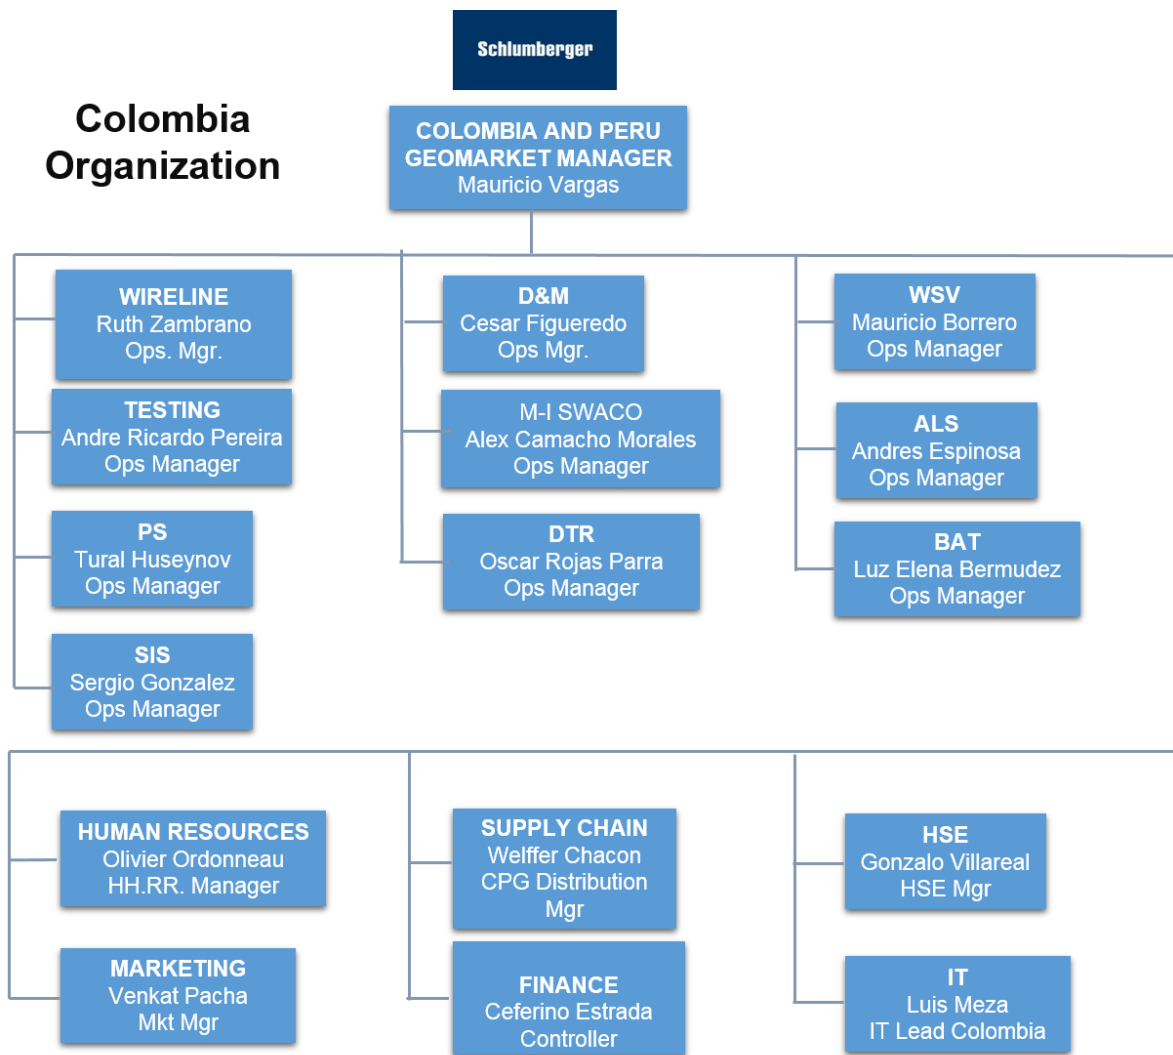 Schlumberger
Colombia
Organization
COLOMBIA AND PERU
GEOMARKET MANAGER
Mauricio Vargas
WIRELINE
Ruth Zambrano
Ops. Mgr.
D&M
Cesar Figueredo
Ops Mgr.
WSV
Mauricio Borrero
Ops Manager
TESTING
Andre Ricardo Pereira
Ops Manager
M-I SWACO
Alex Camacho Morales
Ops Manager
ALS
Andres Espinosa
Ops Manager
PS
Tural Huseynov
Ops Manager
DTR
Oscar Rojas Parra
Ops Manager
BAT
Luz Elena Bermudez
Ops Manager
SIS
Sergio Gonzalez
Ops Manager
HUMAN RESOURCES
Olivier Ordonneau
HH.RR. Manager
SUPPLY CHAIN
Welffer Chacon
CPG Distribution
Mgr
HSE
Gonzalo Villareal
HSE Mgr
MARKETING
Venkat Pacha
Mkt Mgr
FINANCE
Ceferino Estrada
Controller
IT
Luis Meza
IT Lead Colombia